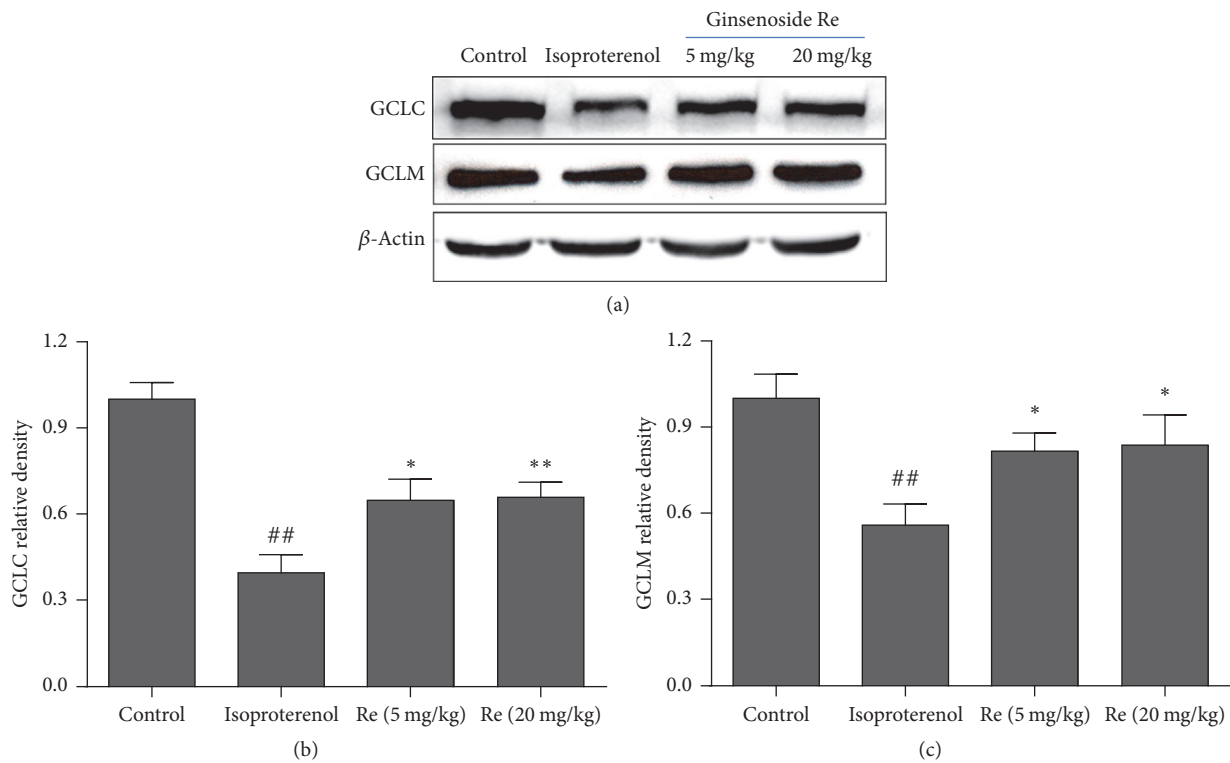 Ginsenoside Re
Control Isoproterenol 5 mg/kg 20 mg/kg
GCLC
GCLM
β-Actin
(a)
1.2
0.9
0.6
0.3
0.0
GCLC relative density
##
*
**
Control Isoproterenol Re (5 mg/kg) Re (20 mg/kg)
(b)
1.2
0.9
0.6
0.3
0.0
GCLM relative density
##
*
*
Control Isoproterenol Re (5 mg/kg) Re (20 mg/kg)
(c)